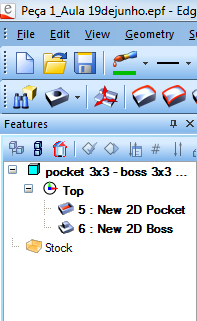 Peça 1_Aula 19dejunho.epf - Edg
File Edit View Geometry
Features
pocket 3x3 - boss 3x3 ...
Top
5 : New 2D Pocket
6 : New 2D Boss
Stock